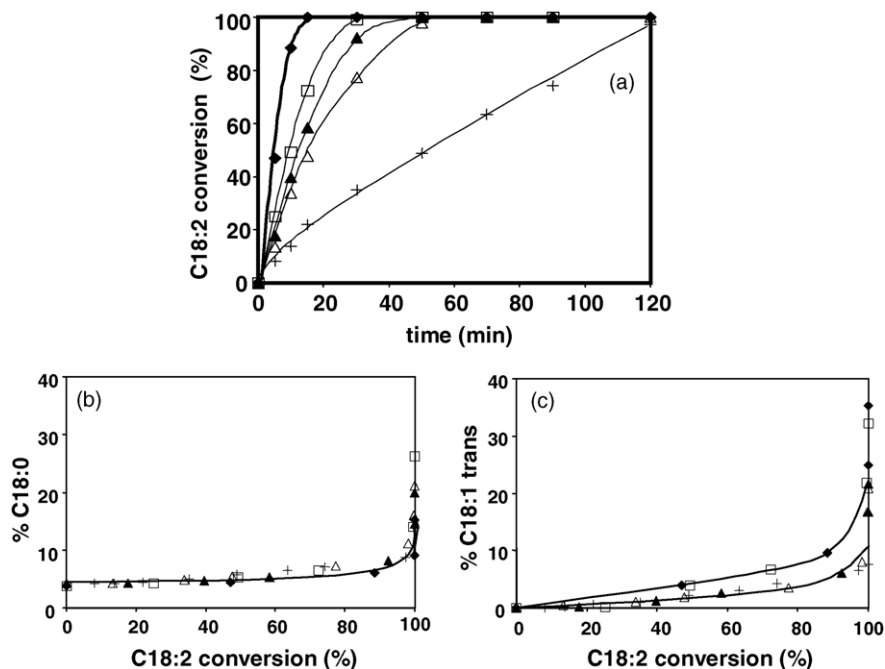 (a)
C18:2 conversion (%)
100
80
60
40
20
0
0 20 40 60 80 100 120
time (min)
(b)
% C18:0
40
30
20
10
0
0 20 40 60 80 100
C18:2 conversion (%)
(c)
% C18:1 trans
40
30
20
10
0
0 20 40 60 80 100
C18:2 conversion (%)